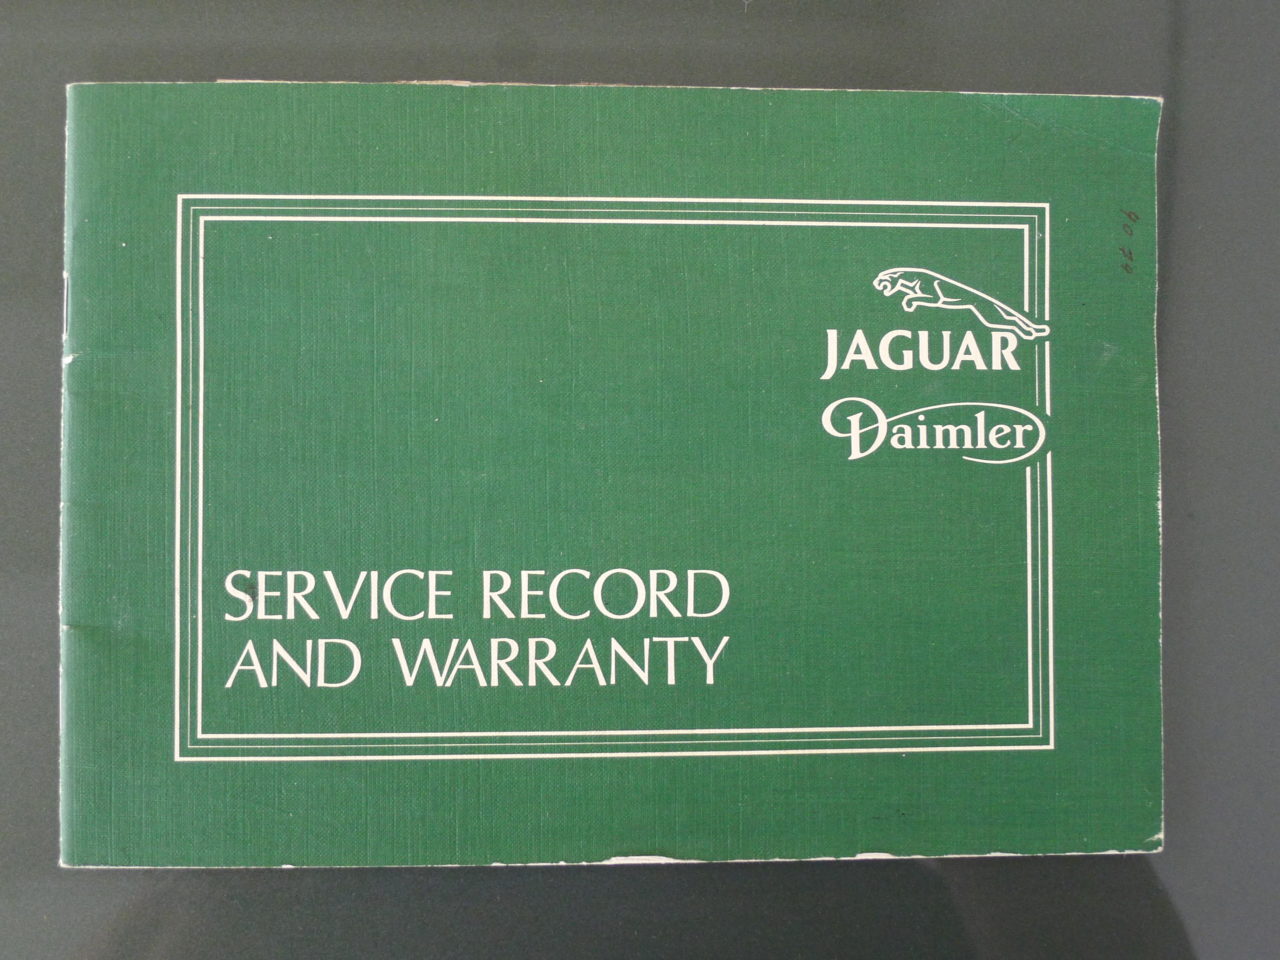 JAGUAR
Daimler
SERVICE RECORD
AND WARRANTY